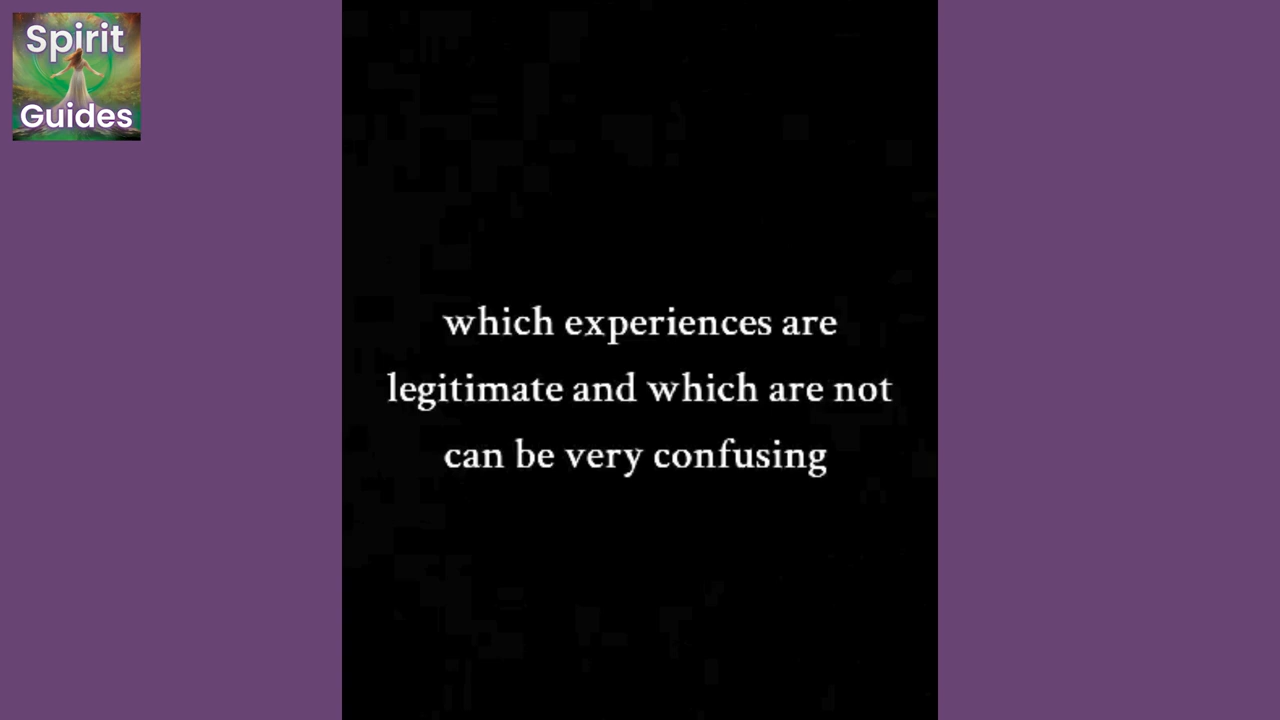 Spirit
Guides
which experiences are
legitimate and which are not
can be very confusing